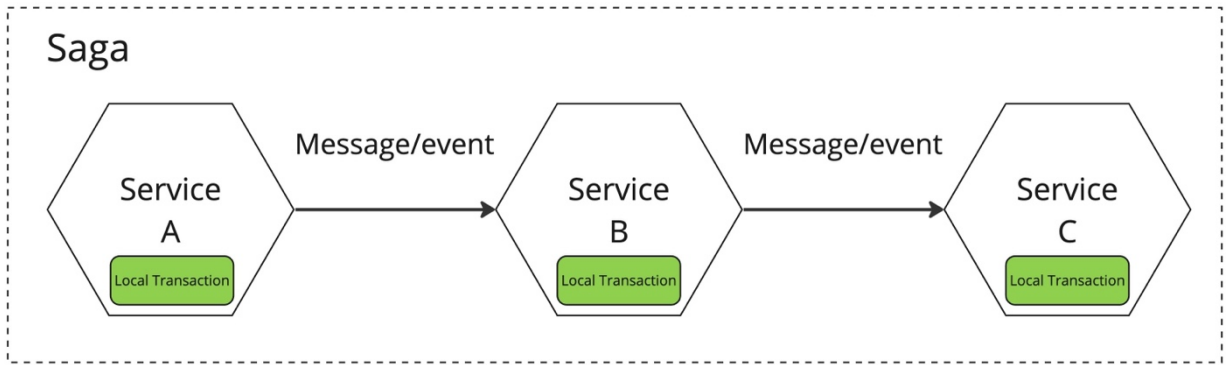 Saga
Message/event
Message/event
Service
A
Local Transaction
Service
B
Local Transaction
Service
C
Local Transaction